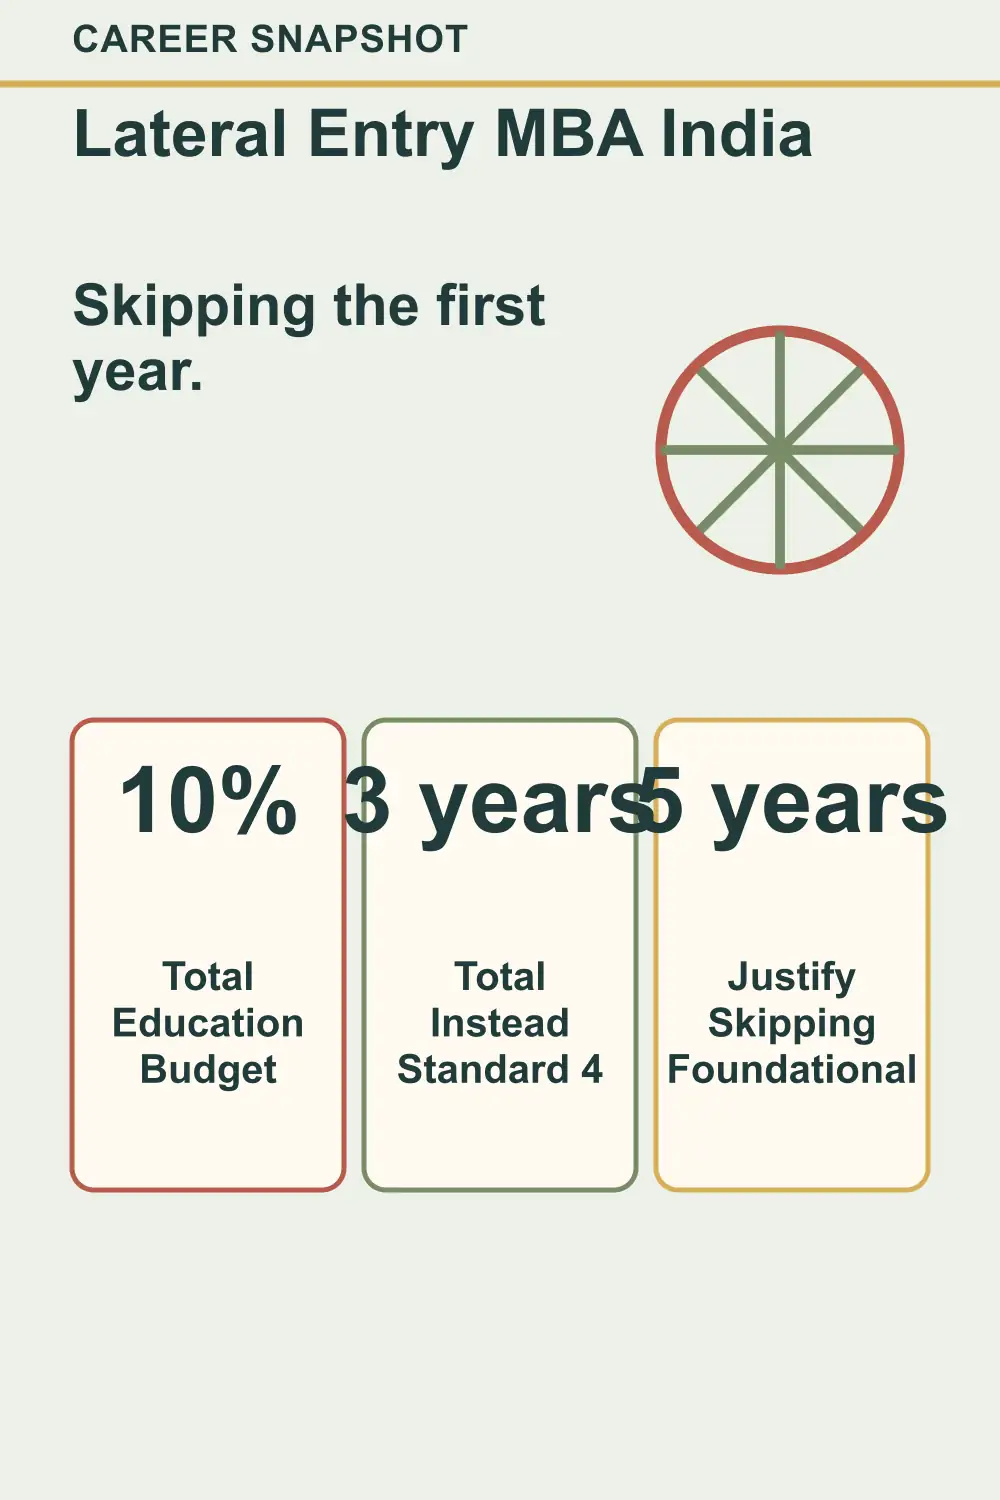 CAREER SNAPSHOT
Lateral Entry MBA India
Skipping the first
year.
10%
3 years
5 years
Total
Education
Budget
Total
Instead
Standard 4
Justify
Skipping
Foundational